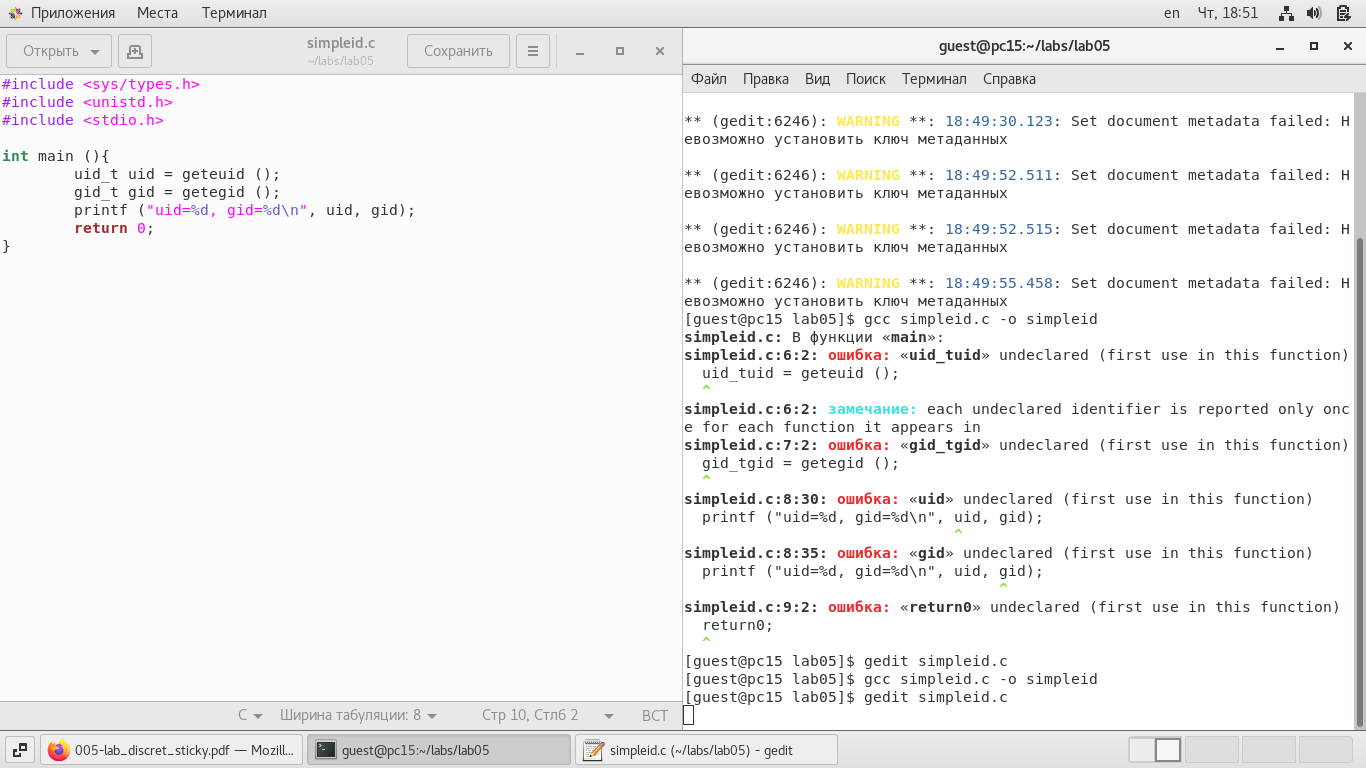 Приложения Места Терминал en Чт, 18:51
Открыть simpleid.c Сохранить
~/labs/lab05
#include <sys/types.h>
#include <unistd.h>
#include <stdio.h>
int main (){
uid_t uid = geteuid ();
gid_t gid = getegid ();
printf ("uid=%d, gid=%d\n", uid, gid);
return 0;
}
C Ширина табуляции: 8 Стр 10, Стлб 2 ВСТ
guest@pc15:~/labs/lab05
Файл Правка Вид Поиск Терминал Справка
** (gedit:6246): WARNING **: 18:49:30.123: Set document metadata failed: Н
евозможно установить ключ метаданных
** (gedit:6246): WARNING **: 18:49:52.511: Set document metadata failed: Н
евозможно установить ключ метаданных
** (gedit:6246): WARNING **: 18:49:52.515: Set document metadata failed: Н
евозможно установить ключ метаданных
** (gedit:6246): WARNING **: 18:49:55.458: Set document metadata failed: Н
евозможно установить ключ метаданных
[guest@pc15 lab05]$ gcc simpleid.c -o simpleid
simpleid.c: В функции «main»:
simpleid.c:6:2: ошибка: «uid_tuid» undeclared (first use in this function)
uid_tuid = geteuid ();
^
simpleid.c:6:2: замечание: each undeclared identifier is reported only onc
e for each function it appears in
simpleid.c:7:2: ошибка: «gid_tgid» undeclared (first use in this function)
gid_tgid = getegid ();
^
simpleid.c:8:30: ошибка: «uid» undeclared (first use in this function)
printf ("uid=%d, gid=%d\n", uid, gid);
^
simpleid.c:8:35: ошибка: «gid» undeclared (first use in this function)
printf ("uid=%d, gid=%d\n", uid, gid);
^
simpleid.c:9:2: ошибка: «return0» undeclared (first use in this function)
return0;
^
[guest@pc15 lab05]$ gedit simpleid.c
[guest@pc15 lab05]$ gcc simpleid.c -o simpleid
[guest@pc15 lab05]$ gedit simpleid.c
005-lab_discret_sticky.pdf — Mozill... guest@pc15:~/labs/lab05 simpleid.c (~/labs/lab05) - gedit